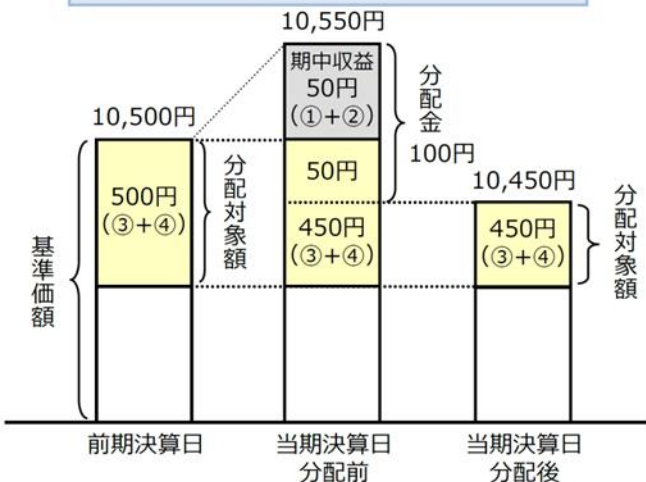 10,550円
期中収益
50円
(①+②)
分配金
100円
10,500円
500円
(③+④)
分配対象額
50円
450円
(③+④)
10,450円
450円
(③+④)
分配対象額
基準価額
前期決算日
当期決算日
分配前
当期決算日
分配後